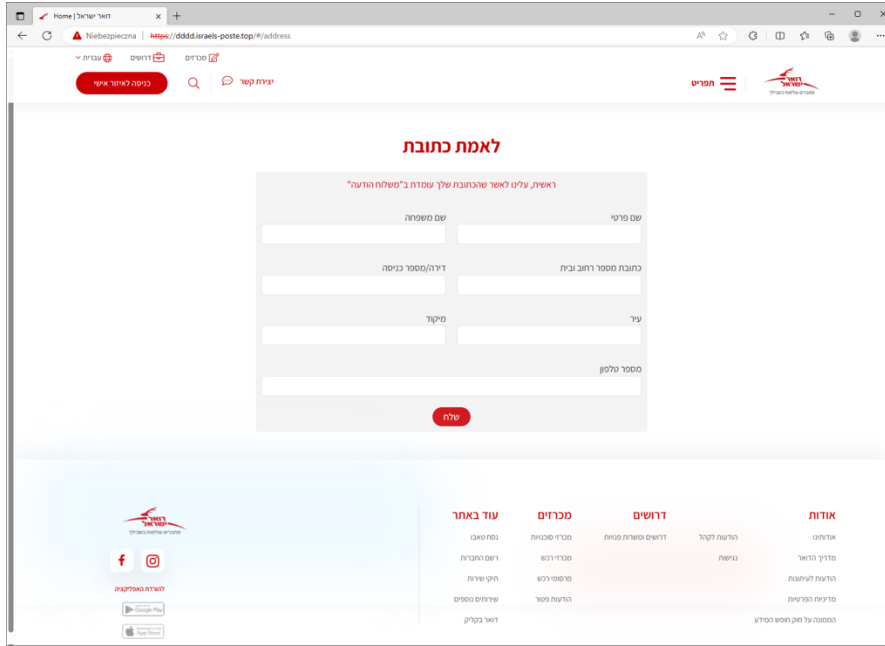 Home | דואר ישראל
Niebezpieczna | https://dddd.israels-poste.top/#/address
מכרזים
דרושים
עברית
דואר ישראל
תפריט
יצירת קשר
כניסה לאיזור אישי
לאמת כתובת
ראשית, עלינו לאשר שהכתובת שלך עומדת ב"משלוח הודעה"
שם פרטי
שם משפחה
כתובת מספר רחוב ובית
דירה/מספר כניסה
עיר
מיקוד
מספר טלפון
שלח
אודות
אודותינו
מדריך הדואר
הודעות לעיתונות
מדיניות הפרטיות
הממונה על חוק חופש המידע
הודעות לקהל
נגישות
דרושים
דרושים ומשרות פנויות
מכרזים
מכרזי סוכנויות
מכרזי רכש
פרסומי רכש
הודעות פטור
עוד באתר
נסח טאבו
רשם החברות
תיקי שירות
שירותים נוספים
דואר בקליק
דואר ישראל
להורדת האפליקציה
Google Play
App Store